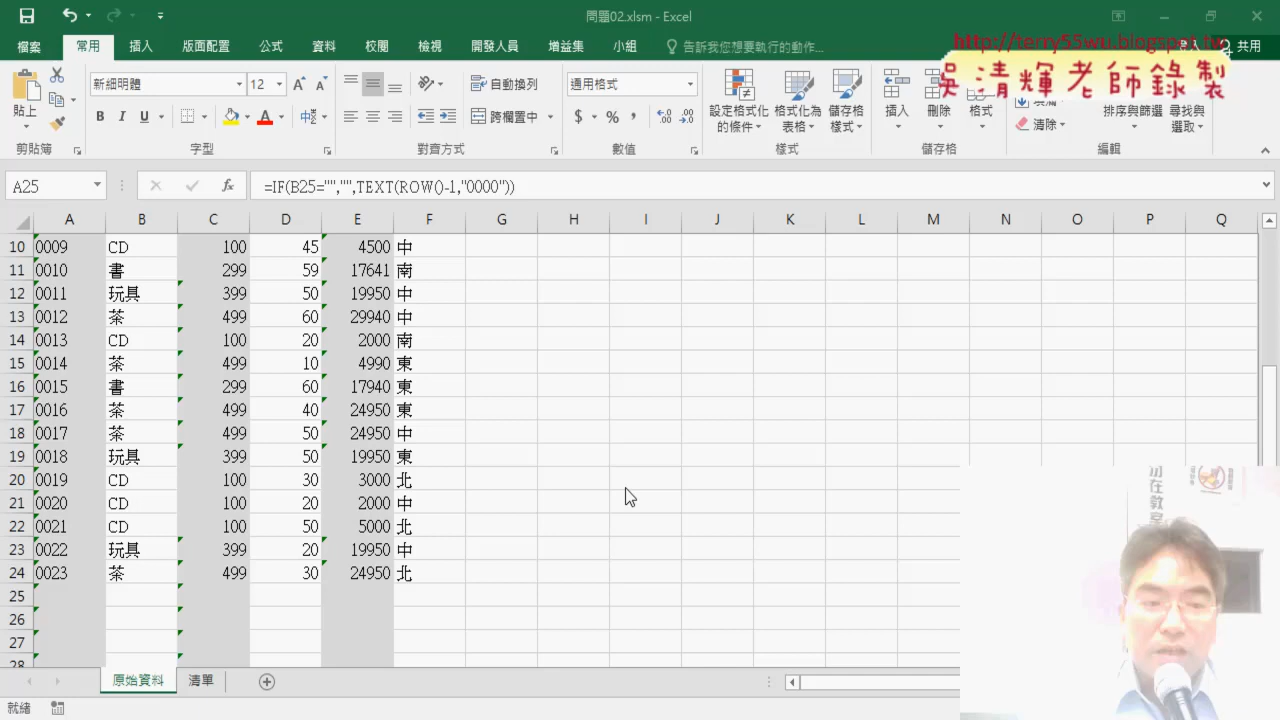 問題02.xlsm - Excel
檔案 常用 插入 版面配置 公式 資料 校閱 檢視 開發人員 增益集 小組 告訴我您想要執行的動作... 共用
http://terry55wu.blogspot.tw
吳清輝老師錄製
新細明體 12 自動換列 通用格式
貼上 B I U 跨欄置中 $ % 設定格式化的條件 格式化為表格 儲存格樣式 插入 刪除 格式 清除 排序與篩選 尋找與選取
剪貼簿 字型 對齊方式 數值 樣式 儲存格 編輯
A25 fx =IF(B25="","",TEXT(ROW()-1,"0000"))
A B C D E F G H I J K L M N O P Q
10 0009 CD 100 45 4500 中
11 0010 書 299 59 17641 南
12 0011 玩具 399 50 19950 中
13 0012 茶 499 60 29940 中
14 0013 CD 100 20 2000 南
15 0014 茶 499 10 4990 東
16 0015 書 299 60 17940 東
17 0016 茶 499 40 24950 東
18 0017 茶 499 50 24950 中
19 0018 玩具 399 50 19950 東
20 0019 CD 100 30 3000 北
21 0020 CD 100 20 2000 中
22 0021 CD 100 50 5000 北
23 0022 玩具 399 20 19950 中
24 0023 茶 499 30 24950 北
25
26
27
28
原始資料 清單
就緒
在教室